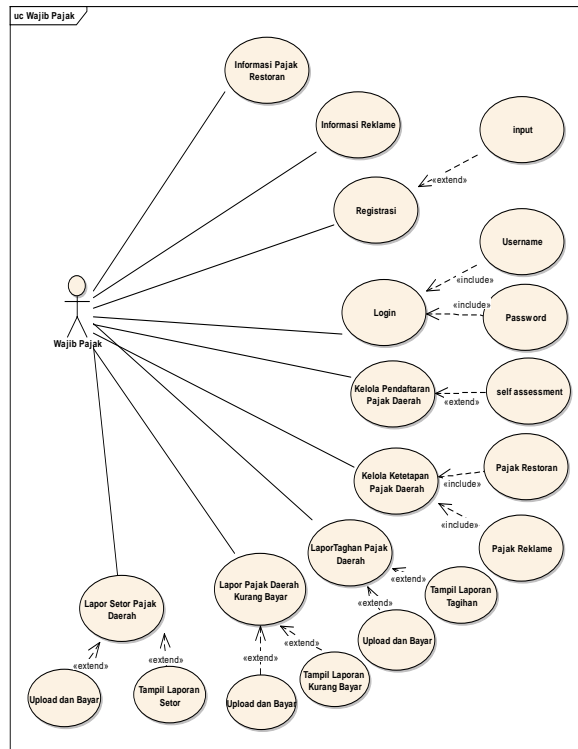 uc Wajib Pajak
Informasi Pajak
Restoran
Informasi Reklame
input
«extend»
Registrasi
Username
«include»
Login
«include»
Password
Wajib Pajak
Kelola Pendaftaran
Pajak Daerah
«extend»
self assessment
Kelola Ketetapan
Pajak Daerah
«include»
Pajak Restoran
«include»
Pajak Reklame
LaporTaghan Pajak
Daerah
«extend»
Tampil Laporan
Tagihan
«extend»
Upload dan Bayar
Lapor Pajak Daerah
Kurang Bayar
«extend»
«extend»
Tampil Laporan
Kurang Bayar
Upload dan Bayar
Lapor Setor Pajak
Daerah
«extend»
«extend»
Upload dan Bayar
Tampil Laporan
Setor